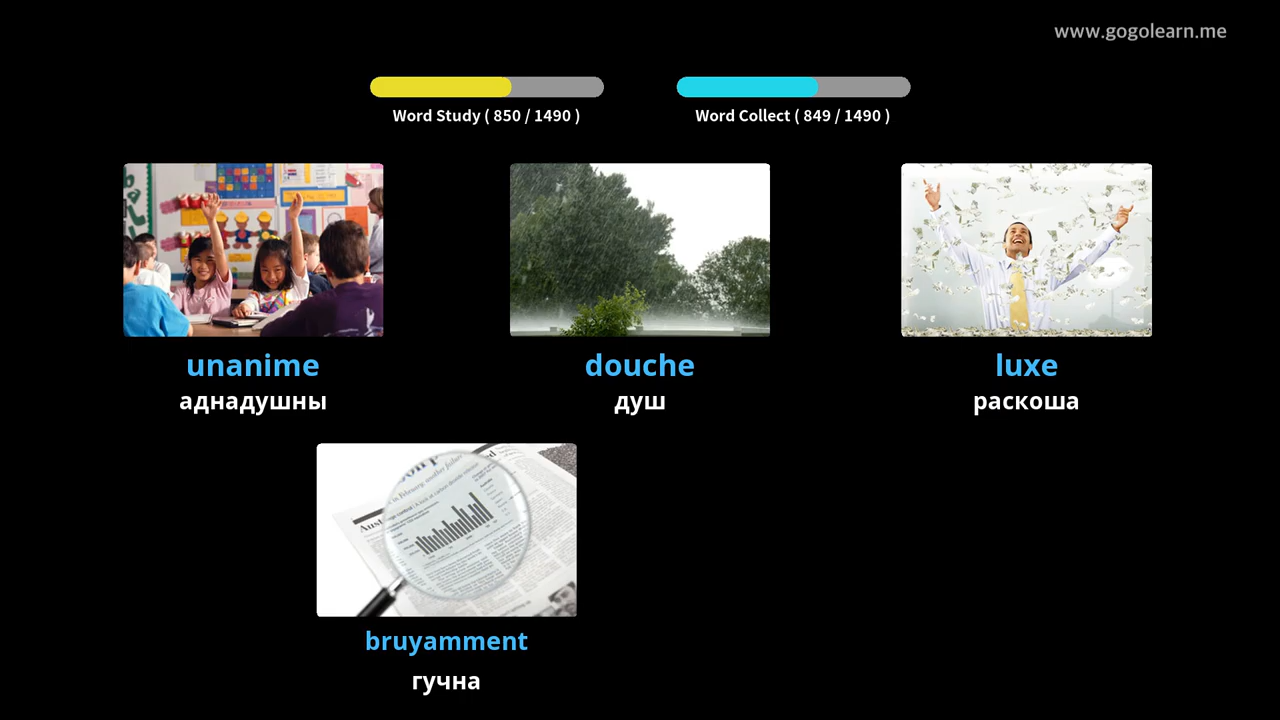 www.gogolearn.me
Word Study ( 850 / 1490 )
Word Collect ( 849 / 1490 )
unanime
аднадушны
douche
душ
luxe
раскоша
bruyamment
гучна